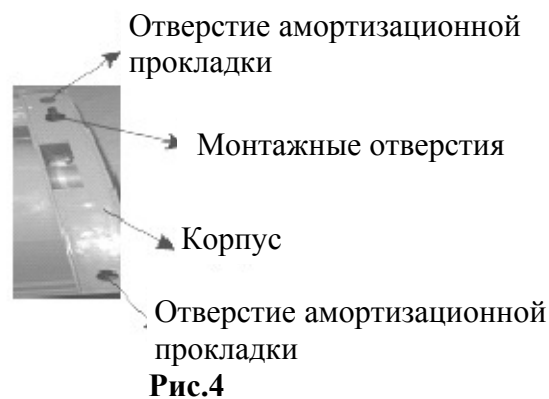 Отверстие амортизационной
прокладки
Монтажные отверстия
Корпус
Отверстие амортизационной
прокладки
Рис.4